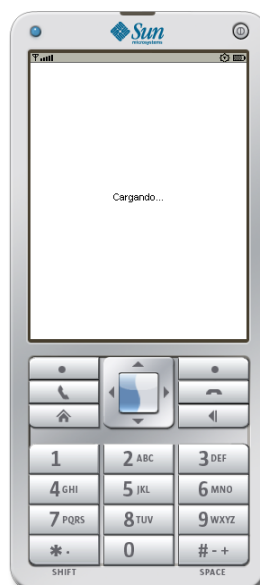 Sun
microsystems
Cargando...
1
2 ABC
3 DEF
4 GHI
5 JKL
6 MNO
7 PQRS
8 TUV
9 WXYZ
* .
0
# - +
SHIFT
SPACE